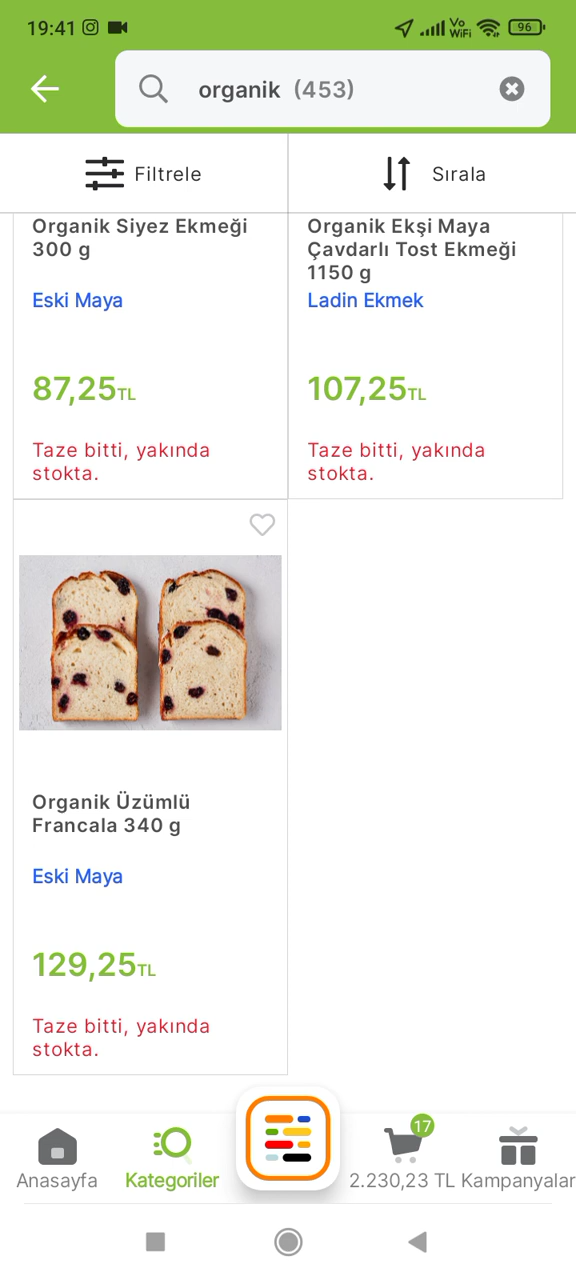 19:41
Vo
WiFi
96
organik (453)
Filtrele
Sırala
Organik Siyez Ekmeği
300 g
Eski Maya
87,25TL
Taze bitti, yakında
stokta.
Organik Ekşi Maya
Çavdarlı Tost Ekmeği
1150 g
Ladin Ekmek
107,25TL
Taze bitti, yakında
stokta.
Organik Üzümlü
Francala 340 g
Eski Maya
129,25TL
Taze bitti, yakında
stokta.
17
Anasayfa
Kategoriler
2.230,23 TL
Kampanyalar